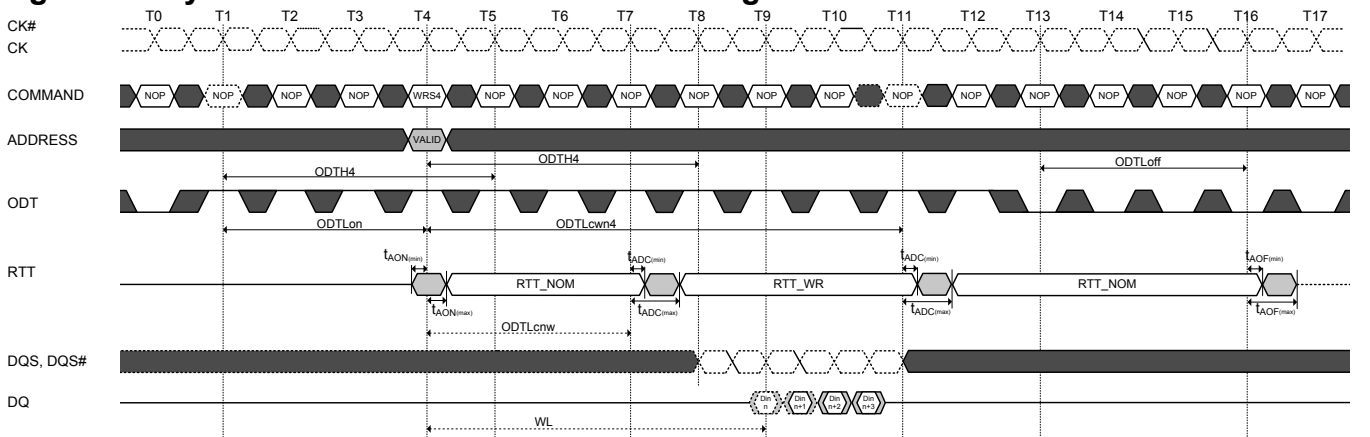 T0 T1 T2 T3 T4 T5 T6 T7 T8 T9 T10 T11 T12 T13 T14 T15 T16 T17
CK#
CK
COMMAND NOP NOP NOP NOP WRS4 NOP NOP NOP NOP NOP NOP NOP NOP NOP NOP NOP NOP NOP
ADDRESS VALID
ODTH4 ODTLoff
ODTH4
ODT
ODTLon ODTLcwn4
tAON(min) tADC(min) tADC(min) tAOF(min)
RTT RTT_NOM RTT_WR RTT_NOM
tAON(max) tADC(max) tADC(max) tAOF(max)
ODTLcnw
DQS, DQS#
DQ Din n Din n+1 Din n+2 Din n+3
WL